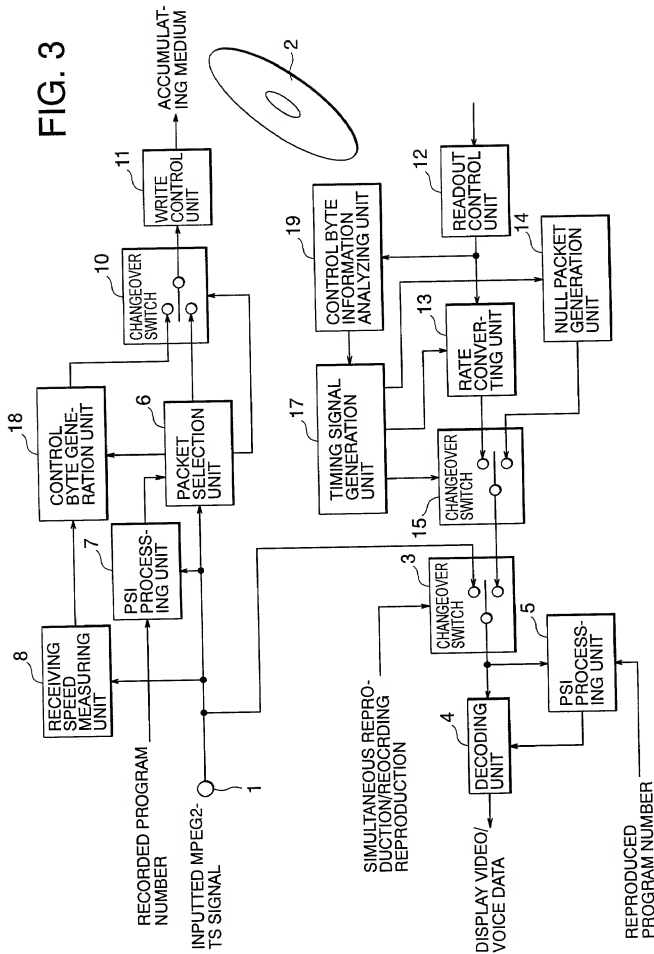 FIG. 3
ACCUMULAT-
ING MEDIUM
2
11
WRITE CONTROL
UNIT
10
CHANGEOVER
SWITCH
18
CONTROL
BYTE GENE-
RATION UNIT
6
PACKET
SELECTION
UNIT
7
PSI
PROCESS-
ING UNIT
8
RECEIVING
SPEED
MEASURING
UNIT
RECORDED PROGRAM
NUMBER
INPUTTED MPEG2-
TS SIGNAL
1
12
READOUT
CONTROL
UNIT
19
CONTROL BYTE
INFORMATION
ANALYZING UNIT
14
NULL PACKET
GENERATION
UNIT
13
RATE
CONVER-
TING UNIT
17
TIMING SIGNAL
GENERATION
UNIT
15
CHANGEOVER
SWITCH
3
CHANGEOVER
SWITCH
SIMULTANEOUS REPRO-
DUCTION/REOCRDING
REPRODUCTION
5
PSI
PROCESS-
ING UNIT
4
DECODING
UNIT
DISPLAY VIDEO/
VOICE DATA
REPRODUCED
PROGRAM NUMBER